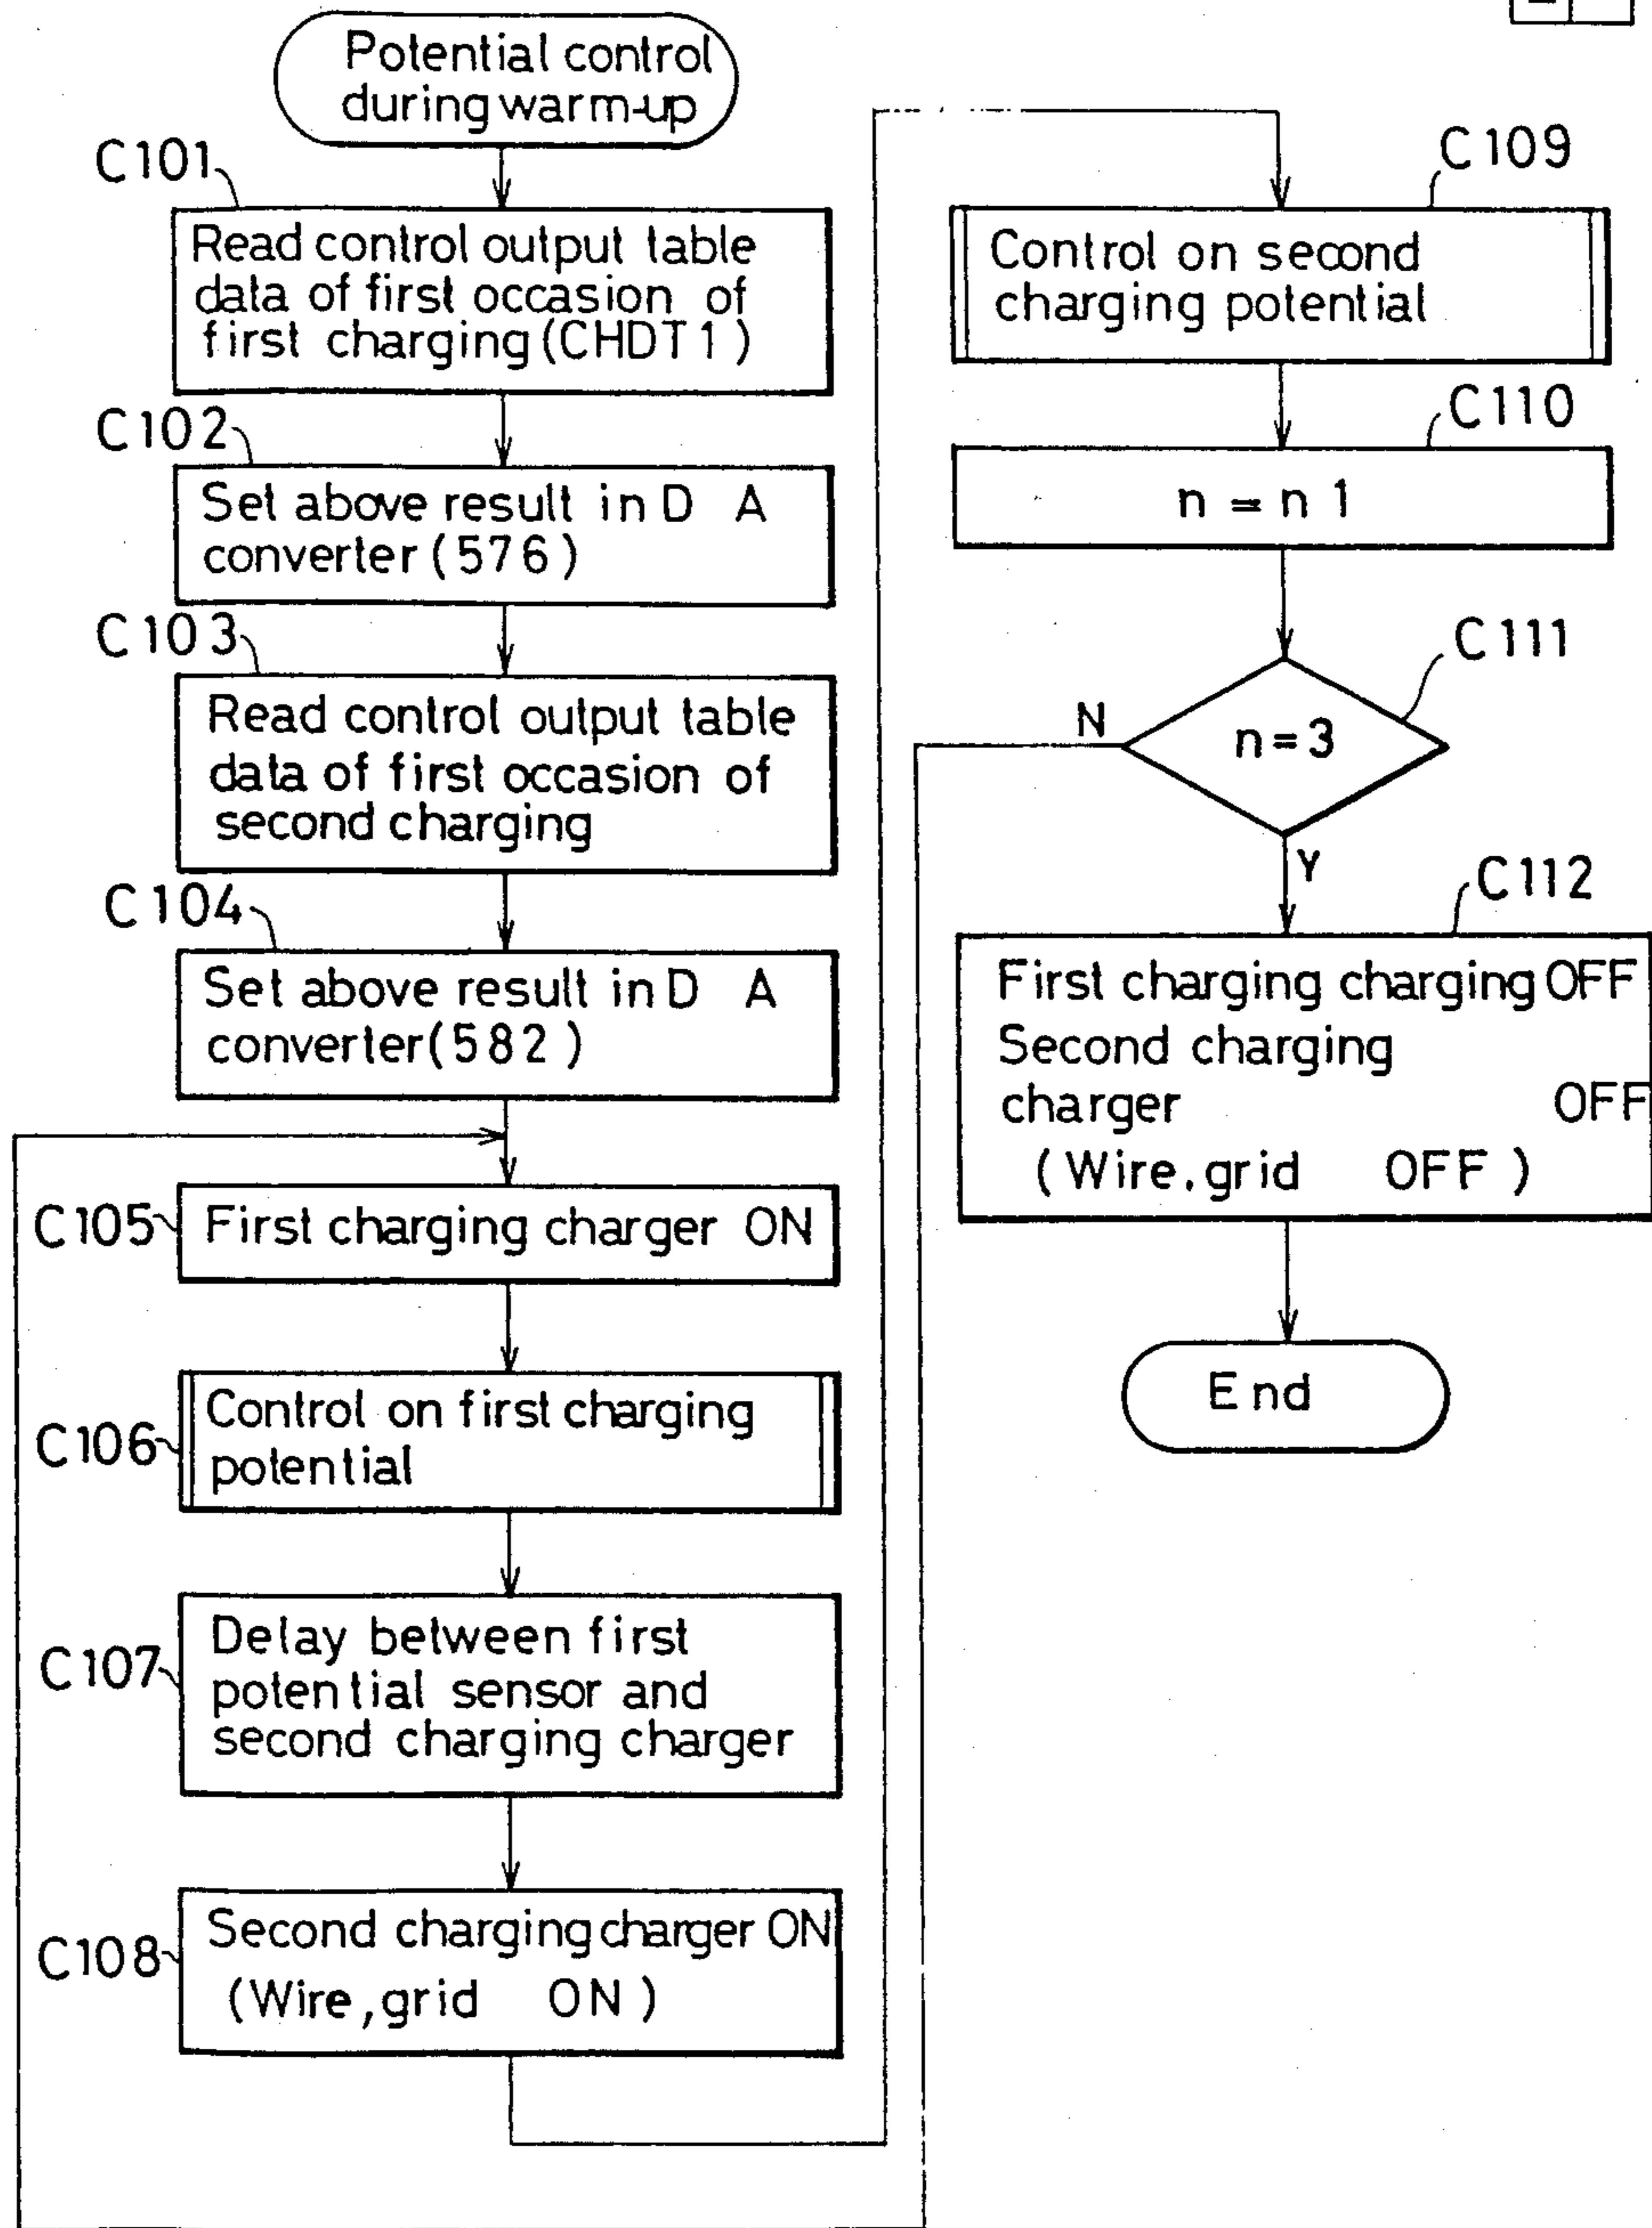 Potential control
during warm-up
C101
Read control output table
data of first occasion of
first charging (CHDT1)
C102
Set above result in D A
converter (576)
C103
Read control output table
data of first occasion of
second charging
C104
Set above result in D A
converter (582)
C105
First charging charger ON
C106
Control on first charging
potential
C107
Delay between first
potential sensor and
second charging charger
C108
Second charging charger ON
(Wire, grid ON)
C109
Control on second
charging potential
C110
n = n 1
C111
n=3
N
Y
C112
First charging charging OFF
Second charging
charger OFF
(Wire. grid OFF)
End